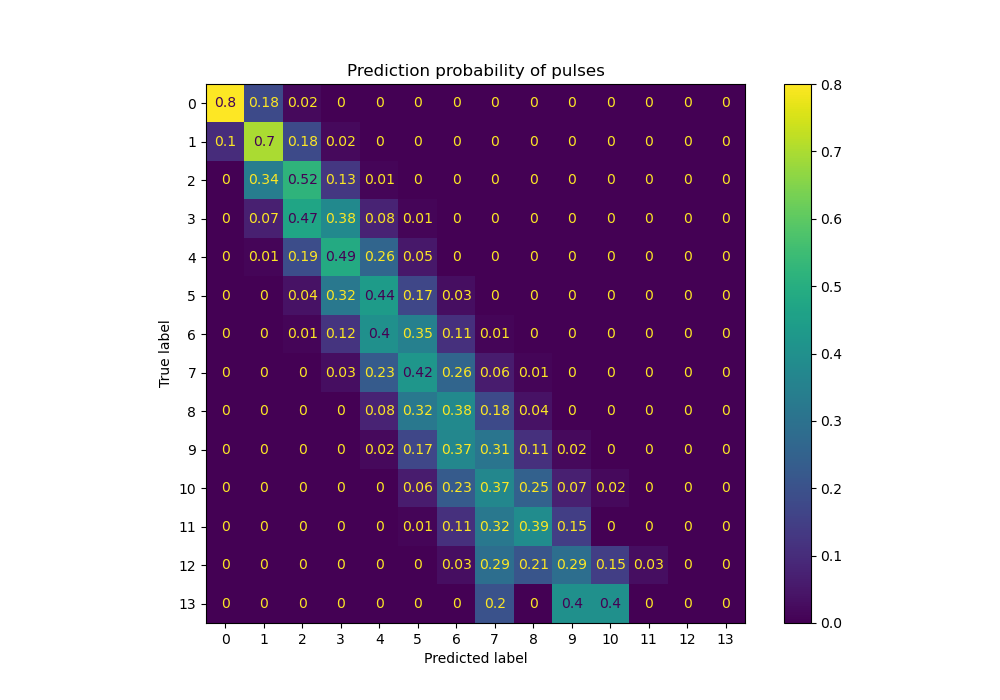 Prediction probability of pulses
0 0.8 0.18 0.02 0 0 0 0 0 0 0 0 0 0 0
1 0.1 0.7 0.18 0.02 0 0 0 0 0 0 0 0 0 0
2 0 0.34 0.52 0.13 0.01 0 0 0 0 0 0 0 0 0
3 0 0.07 0.47 0.38 0.08 0.01 0 0 0 0 0 0 0 0
4 0 0.01 0.19 0.49 0.26 0.05 0 0 0 0 0 0 0 0
5 0 0 0.04 0.32 0.44 0.17 0.03 0 0 0 0 0 0 0
6 0 0 0.01 0.12 0.4 0.35 0.11 0.01 0 0 0 0 0 0
7 0 0 0 0.03 0.23 0.42 0.26 0.06 0.01 0 0 0 0 0
8 0 0 0 0 0.08 0.32 0.38 0.18 0.04 0 0 0 0 0
9 0 0 0 0 0.02 0.17 0.37 0.31 0.11 0.02 0 0 0 0
10 0 0 0 0 0 0.06 0.23 0.37 0.25 0.07 0.02 0 0 0
11 0 0 0 0 0 0.01 0.11 0.32 0.39 0.15 0 0 0 0
12 0 0 0 0 0 0 0.03 0.29 0.21 0.29 0.15 0.03 0 0
13 0 0 0 0 0 0 0 0.2 0 0.4 0.4 0 0 0
0 1 2 3 4 5 6 7 8 9 10 11 12 13
Predicted label
True label
0.8
0.7
0.6
0.5
0.4
0.3
0.2
0.1
0.0